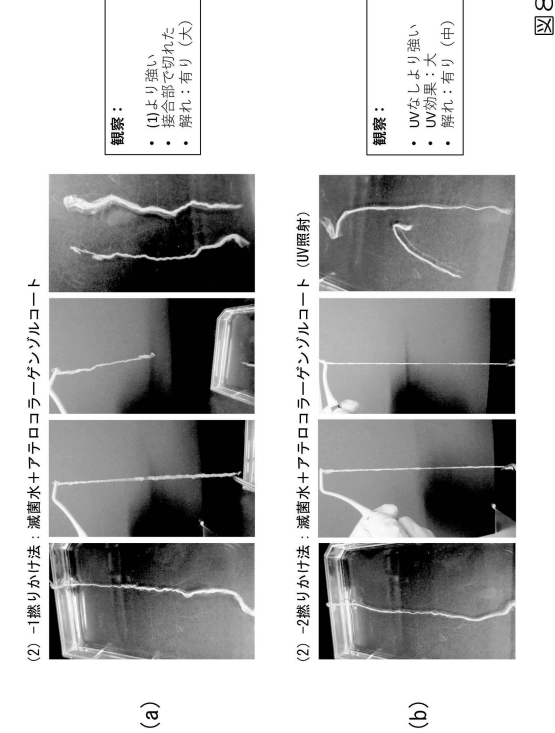 (2) -1撚りかけ法：滅菌水＋アテロコラーゲンゾルコート
(a)
観察：
• (1)より強い
• 接合部で切れた
• 解れ：有り（大）
(2) -2撚りかけ法：滅菌水＋アテロコラーゲンゾルコート（UV照射）
(b)
観察：
• UVなしより強い
• UV効果：大
• 解れ：有り（中）
図8